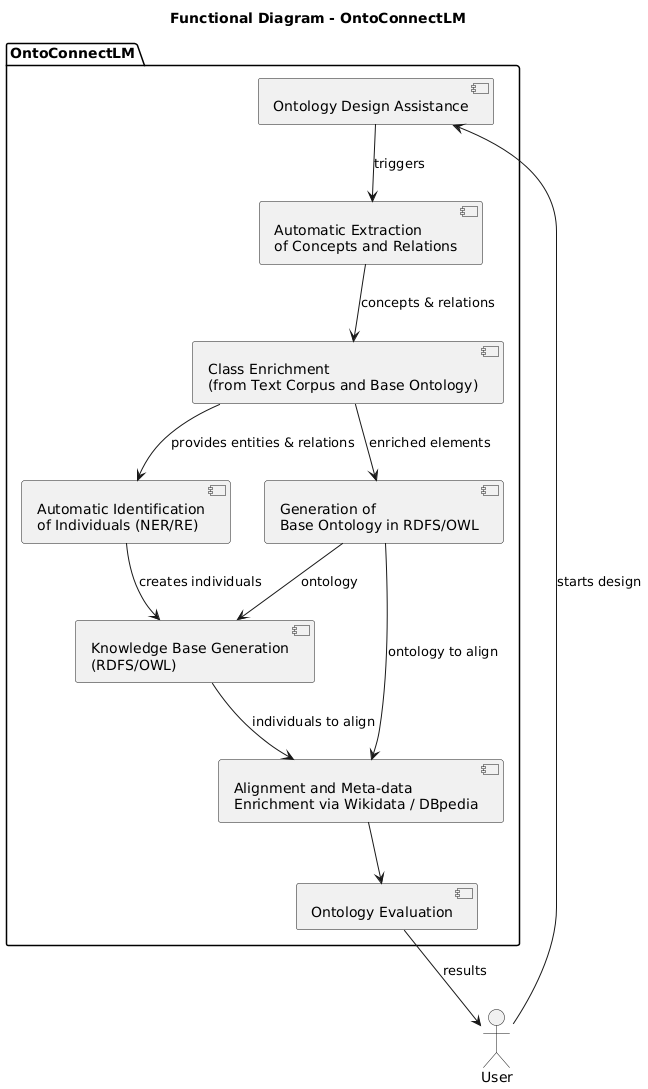 Functional Diagram - OntoConnectLM
OntoConnectLM
Ontology Design Assistance
triggers
Automatic Extraction
of Concepts and Relations
concepts & relations
Class Enrichment
(from Text Corpus and Base Ontology)
provides entities & relations
enriched elements
Automatic Identification
of Individuals (NER/RE)
Generation of
Base Ontology in RDFS/OWL
creates individuals
ontology
starts design
Knowledge Base Generation
(RDFS/OWL)
ontology to align
individuals to align
Alignment and Meta-data
Enrichment via Wikidata / DBpedia
Ontology Evaluation
results
User